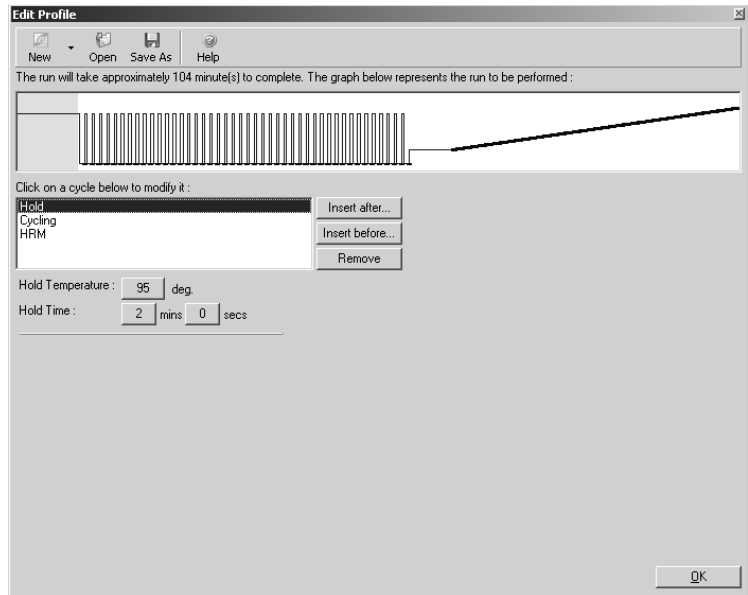 Edit Profile
New Open Save As Help
The run will take approximately 104 minute(s) to complete. The graph below represents the run to be performed :
Click on a cycle below to modify it :
Hold
Cycling
HRM
Insert after...
Insert before...
Remove
Hold Temperature : 95 deg.
Hold Time : 2 mins 0 secs
OK